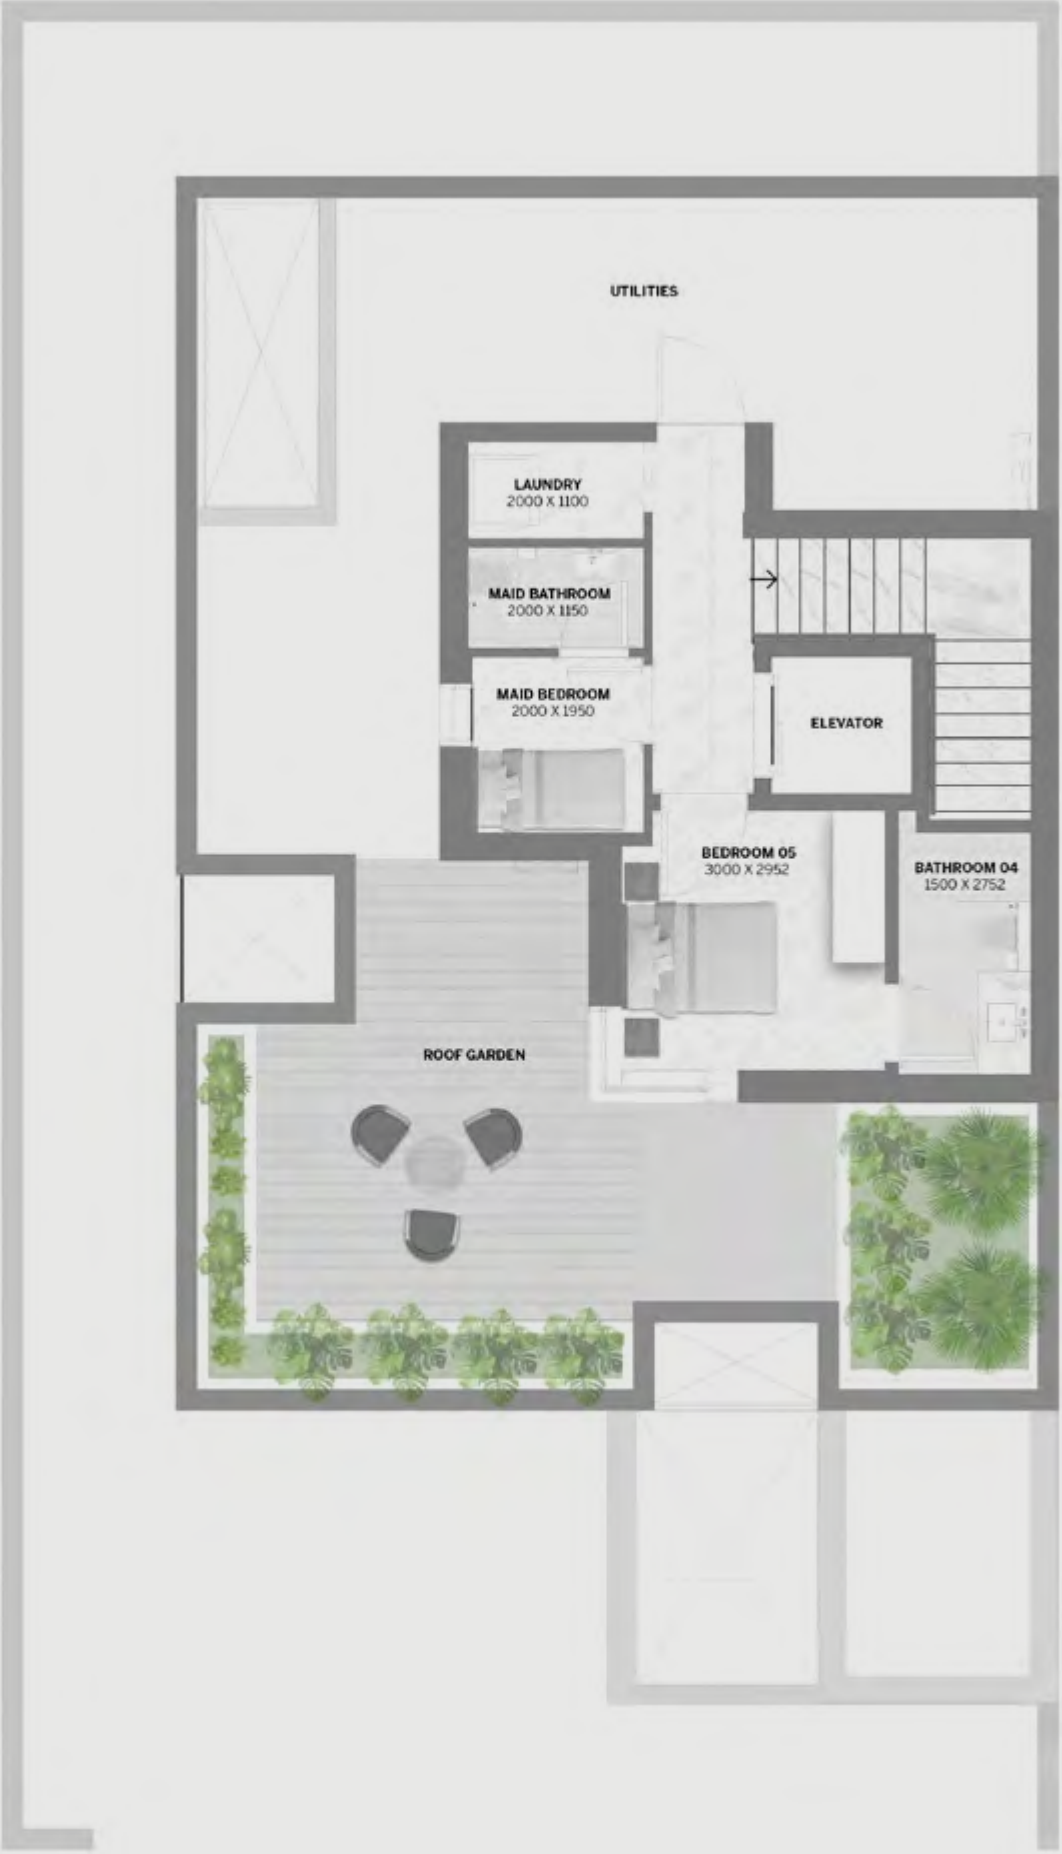 UTILITIES
LAUNDRY
2000 X 1100
MAID BATHROOM
2000 X 1150
MAID BEDROOM
2000 X 1950
ELEVATOR
BEDROOM 05
3000 X 2952
BATHROOM 04
1500 X 2752
ROOF GARDEN